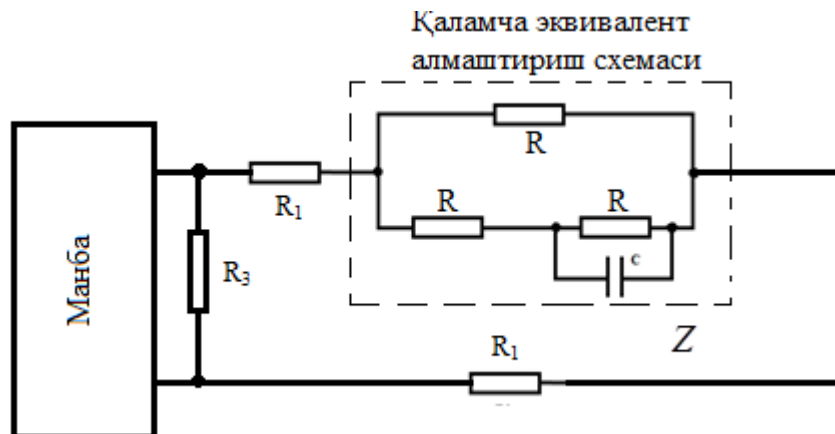 Қаламча эквивалент
алмаштириш схемаси
R
R₁
R
R
c
Манба
R₃
R₁
Z